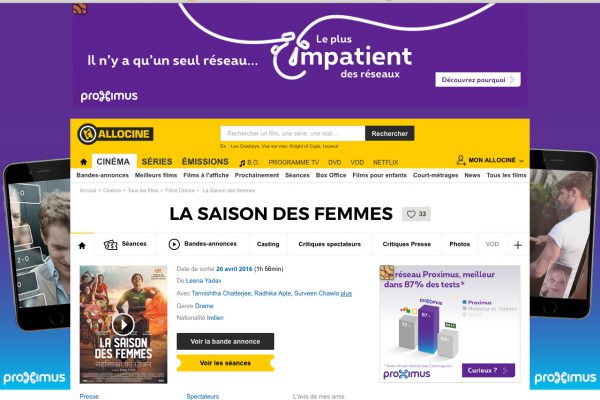 Le plus
Il n'y a qu'un seul réseau... impatient
des réseaux
Découvrez pourquoi >
proximus
ALLOCINE
Rechercher un film, une série, une star... Rechercher
Ex. : Les Cowboys, Vue sur mer, Knight of Cups, Iscanul
CINÉMA SÉRIES ÉMISSIONS B.O. PROGRAMME TV DVD VOD NETFLIX MON ALLOCINÉ
Bandes-annonces Meilleurs films Films à l'affiche Prochainement Séances Box Office Films pour enfants Court-métrages News Tous les films
Accueil > Cinéma > Tous les films > Films Drame > La Saison des femmes
LA SAISON DES FEMMES 33
Séances Bandes-annonces Casting Critiques spectateurs Critiques Presse Photos VOD +
Date de sortie 20 avril 2016 (1h 56min)
De Leena Yadav
Avec Tannishtha Chatterjee, Radhika Apte, Surveen Chawla plus
Genre Drame
Nationalité Indien
Voir la bande annonce
Voir les séances
LA SAISON
DES FEMMES
réseau Proximus, meilleur
dans 87% des tests*
proximus
Proximus
Mobistar et Telenet
BASE
72%
87%
proximus
Curieux ? >
proximus
proximus
Presse Spectateurs L'avis de mes amis